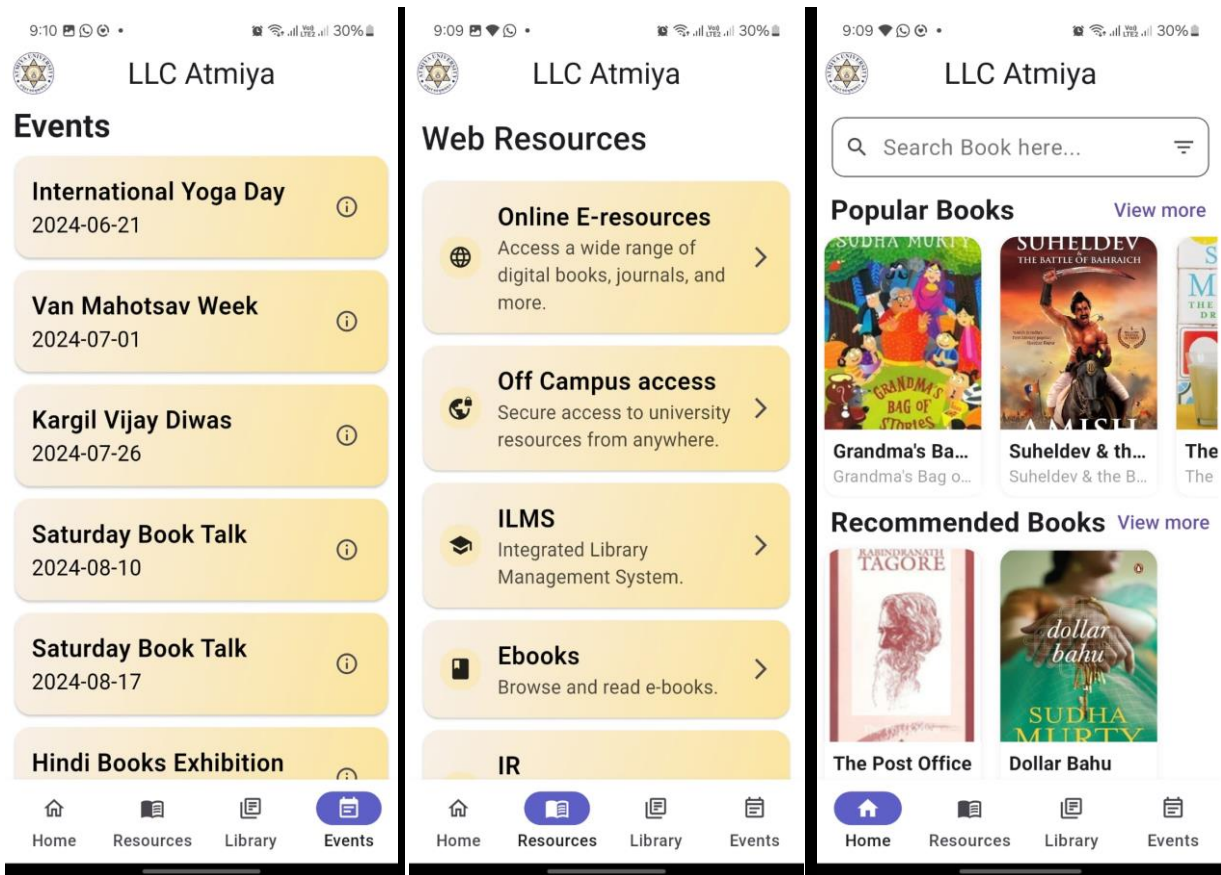 9:10
30%
LLC Atmiya
Events
International Yoga Day
2024-06-21
Van Mahotsav Week
2024-07-01
Kargil Vijay Diwas
2024-07-26
Saturday Book Talk
2024-08-10
Saturday Book Talk
2024-08-17
Hindi Books Exhibition
Home Resources Library Events
9:09
30%
LLC Atmiya
Web Resources
Online E-resources
Access a wide range of
digital books, journals, and
more.
Off Campus access
Secure access to university
resources from anywhere.
ILMS
Integrated Library
Management System.
Ebooks
Browse and read e-books.
IR
Home Resources Library Events
9:09
30%
LLC Atmiya
Search Book here...
Popular Books View more
SUDHA MURTY
GRANDMA'S
BAG OF
STORIES
SUHELDEV
&
THE BATTLE OF BAHRAICH
AMISH
Grandma's Ba... Suheldev & th... The
Grandma's Bag o... Suheldev & the B... The
Recommended Books View more
RABINDRANATH
TAGORE
dollar
bahu
SUDHA
MURTY
The Post Office Dollar Bahu
Home Resources Library Events